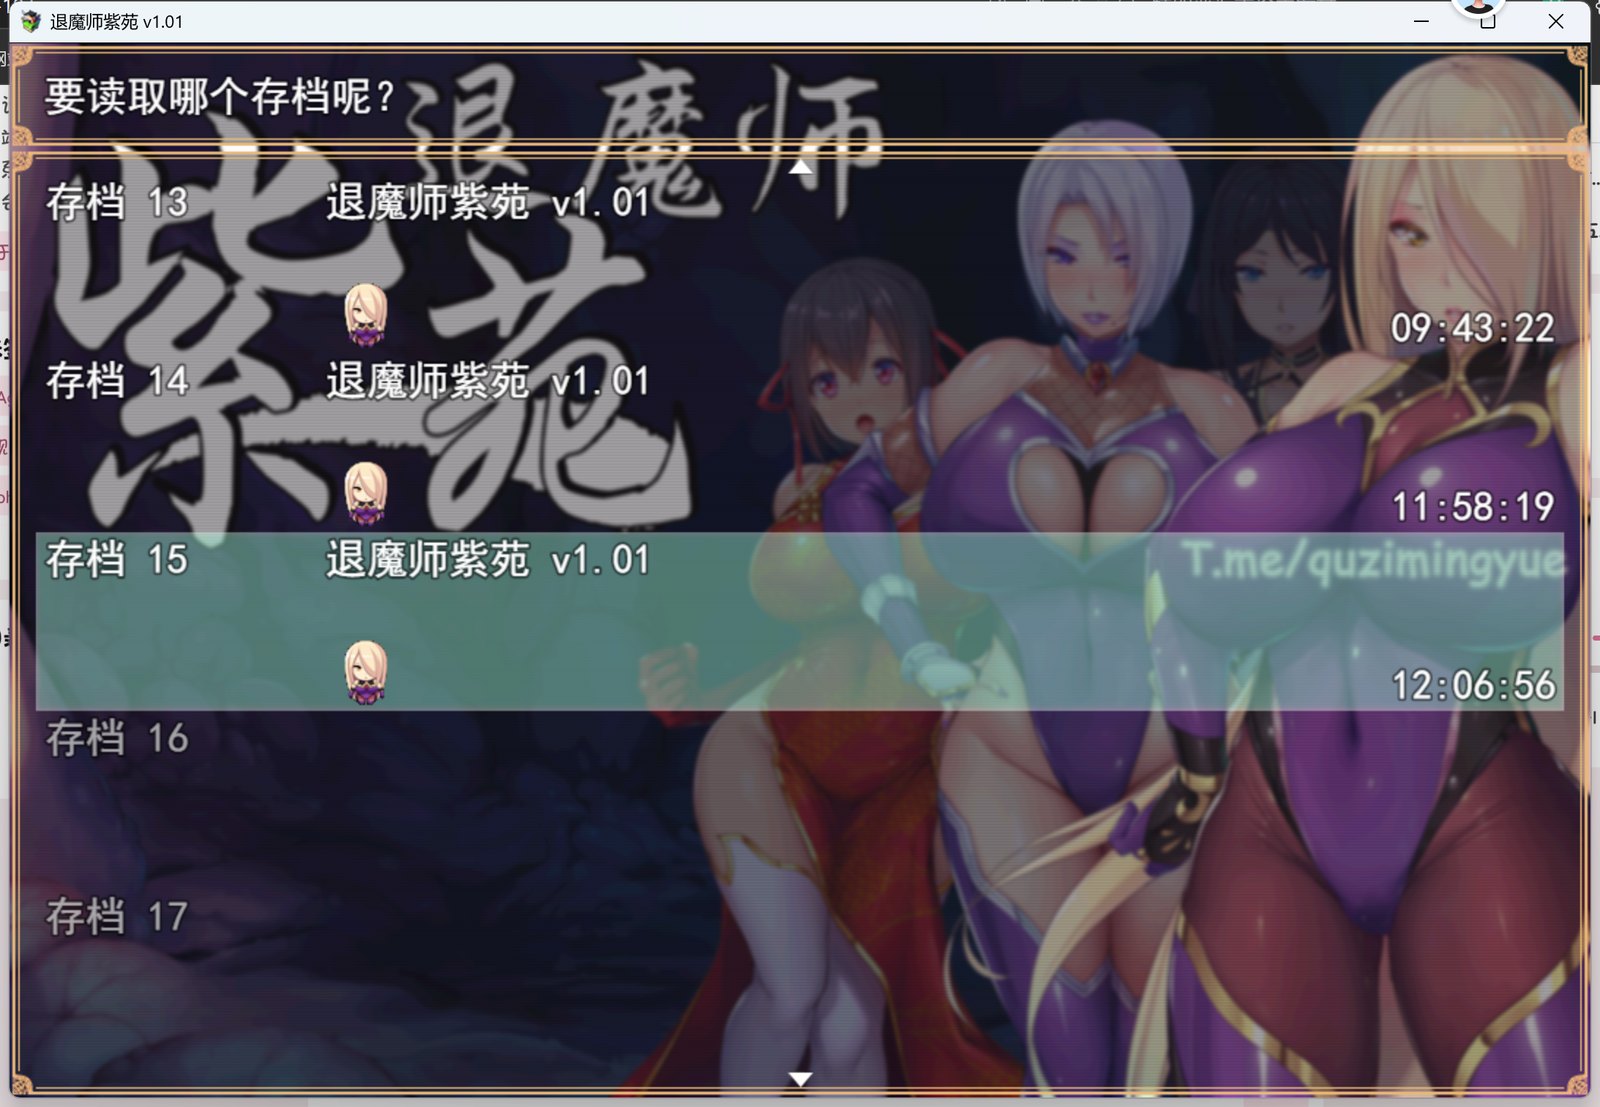 退魔师紫苑 v1.01
要读取哪个存档呢？
退魔师
紫苑
存档 13 退魔师紫苑 v1.01
09:43:22
存档 14 退魔师紫苑 v1.01
11:58:19
存档 15 退魔师紫苑 v1.01
T.me/quzimingyue
12:06:56
存档 16
存档 17